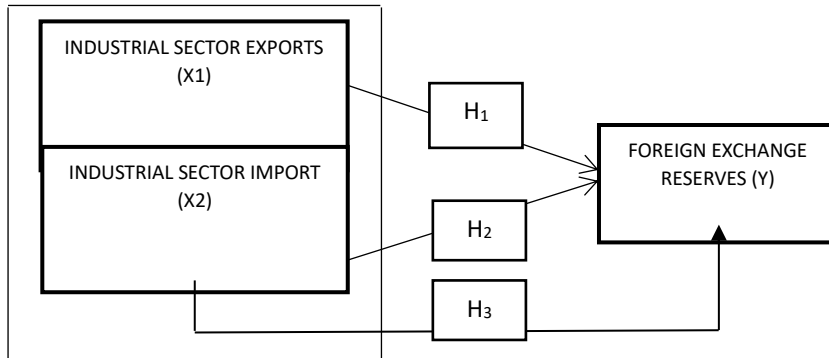 INDUSTRIAL SECTOR EXPORTS
(X1)
H₁
INDUSTRIAL SECTOR IMPORT
(X2)
FOREIGN EXCHANGE
RESERVES (Y)
H₂
H₃